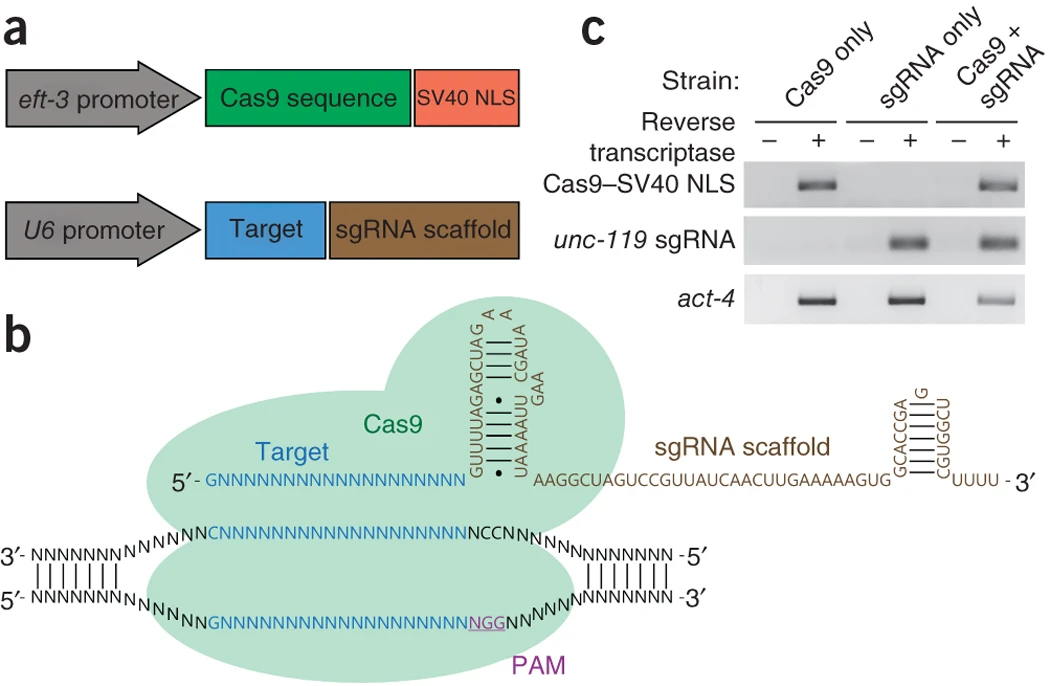 a
eft-3 promoter
Cas9 sequence
SV40 NLS
U6 promoter
Target
sgRNA scaffold
c
Strain:
Cas9 only
sgRNA only
Cas9 +
sgRNA
Reverse
transcriptase
– + – + – +
Cas9–SV40 NLS
unc-119 sgRNA
act-4
b
Cas9
Target
5′- GNNNNNNNNNNNNNNNNNNN
GUUUUAGAGCUAG
A A
CGAUA
GAA
UAAAAUU
AAGGCUAGUCCGUUAUCAACUUGAAAAAGUG
sgRNA scaffold
GCACCGA
G
CGUGGCU
UUUU - 3′
3′- NNNNNNNNNNNNNCNNNNNNNNNNNNNNNNNNNNCCNNNNNNNNNNNNN -5′
5′- NNNNNNNNNNNNNGNNNNNNNNNNNNNNNNNNNNGGNNNNNNNNNNNNN -3′
PAM